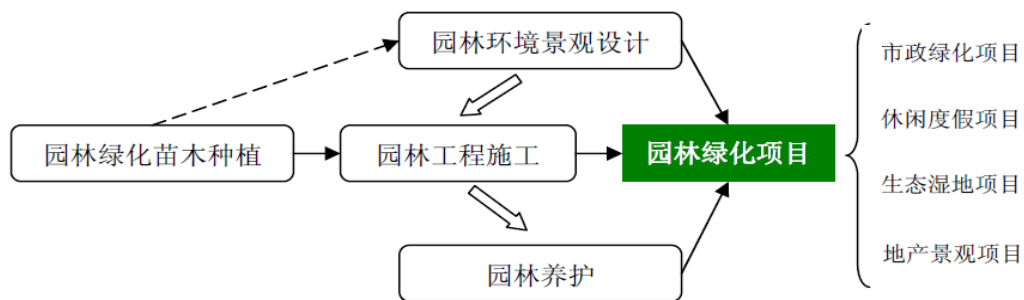 园林环境景观设计
园林绿化苗木种植
园林工程施工
园林养护
园林绿化项目
市政绿化项目
休闲度假项目
生态湿地项目
地产景观项目